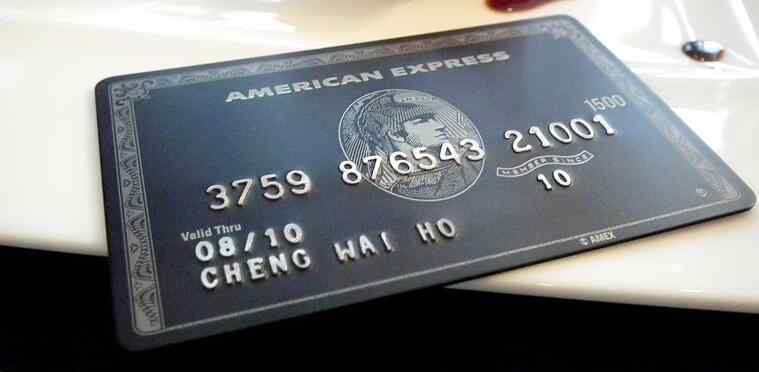 AMERICAN EXPRESS
1500
3759 876543 21001
MEMBER SINCE
10
Valid Thru
08/10
CHENG WAI HO
© AMEX